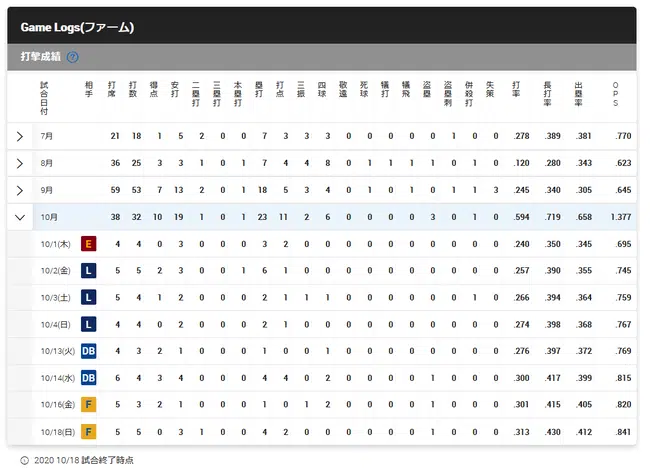 Game Logs(ファーム)
打撃成績 ?
試合日付 相手 打席 打数 得点 安打 二塁打 三塁打 本塁打 塁打 打点 三振 四球 敬遠 死球 犠打 犠飛 盗塁 盗塁刺 併殺打 失策 打率 長打率 出塁率 OPS
7月 21 18 1 5 2 0 0 7 3 3 3 0 0 0 0 0 1 0 0 .278 .389 .381 .770
8月 36 25 3 3 1 0 1 7 4 4 8 0 1 1 1 1 0 1 0 .120 .280 .343 .623
9月 59 53 7 13 2 0 1 18 5 3 4 0 1 0 1 0 1 1 3 .245 .340 .305 .645
10月 38 32 10 19 1 0 1 23 11 2 6 0 0 0 0 3 0 1 0 .594 .719 .658 1.377
10/1(木) E 4 4 0 3 0 0 0 3 2 0 0 0 0 0 0 0 0 0 0 .240 .350 .345 .695
10/2(金) L 5 5 2 3 0 0 1 6 1 0 0 0 0 0 0 0 0 0 0 .257 .390 .355 .745
10/3(土) L 5 4 1 2 0 0 0 2 1 1 1 0 0 0 0 0 0 1 0 .266 .394 .364 .759
10/4(日) L 4 4 0 2 0 0 0 2 1 0 0 0 0 0 0 0 0 0 0 .274 .398 .368 .767
10/13(火) DB 4 3 2 1 0 0 0 1 0 0 1 0 0 0 0 0 0 0 0 .276 .397 .372 .769
10/14(水) DB 6 4 3 4 0 0 0 4 4 0 2 0 0 0 0 1 0 0 0 .300 .417 .399 .815
10/16(金) F 5 3 2 1 0 0 0 1 0 1 2 0 0 0 0 1 0 0 0 .301 .415 .405 .820
10/18(日) F 5 5 0 3 1 0 0 4 2 0 0 0 0 0 0 1 0 0 0 .313 .430 .412 .841
2020 10/18 試合終了時点